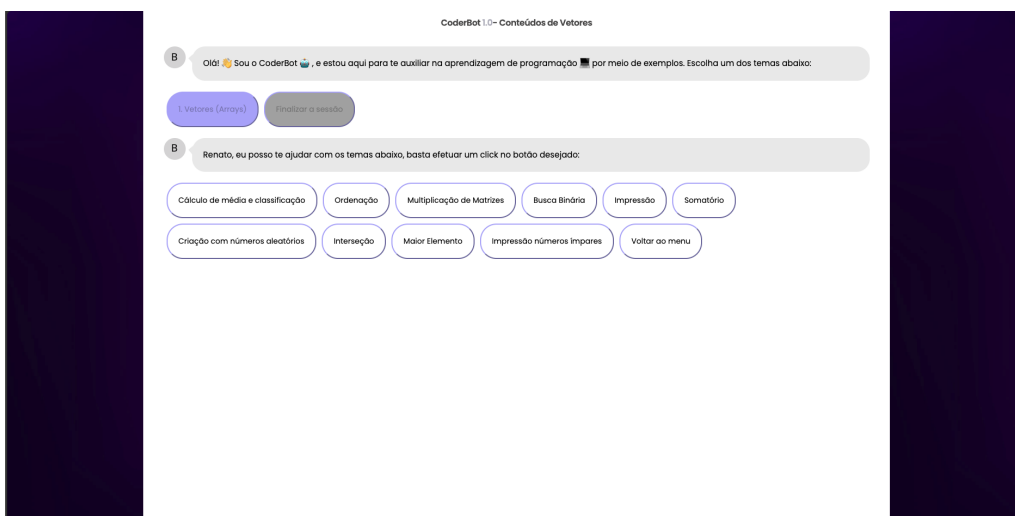 CoderBot 1.0- Conteúdos de Vetores
B
Olá! 👋 Sou o CoderBot 🤖, e estou aqui para te auxiliar na aprendizagem de programação 💻 por meio de exemplos. Escolha um dos temas abaixo:
1. Vetores (Arrays) Finalizar a sessão
B
Renato, eu posso te ajudar com os temas abaixo, basta efetuar um click no botão desejado:
Cálculo de média e classificação Ordenação Multiplicação de Matrizes Busca Binária Impressão Somatório
Criação com números aleatórios Interseção Maior Elemento Impressão números ímpares Voltar ao menu